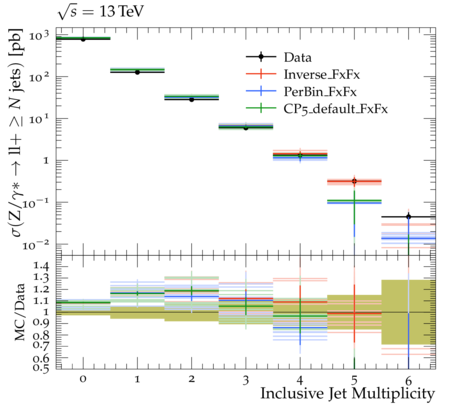 √s = 13 TeV
σ(Z/γ* → ll+ ≥ N jets) [pb]
10³
10²
10¹
1
10⁻¹
10⁻²
Data
Inverse_FxFx
PerBin_FxFx
CP5_default_FxFx
MC/Data
1.4
1.3
1.2
1.1
1.0
0.9
0.8
0.7
0.6
0.5
0 1 2 3 4 5 6
Inclusive Jet Multiplicity